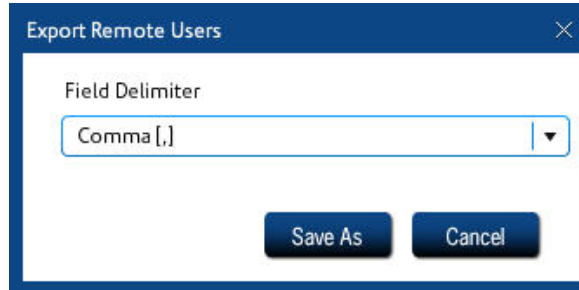 Export Remote Users
Field Delimiter
Comma [,]
Save As Cancel